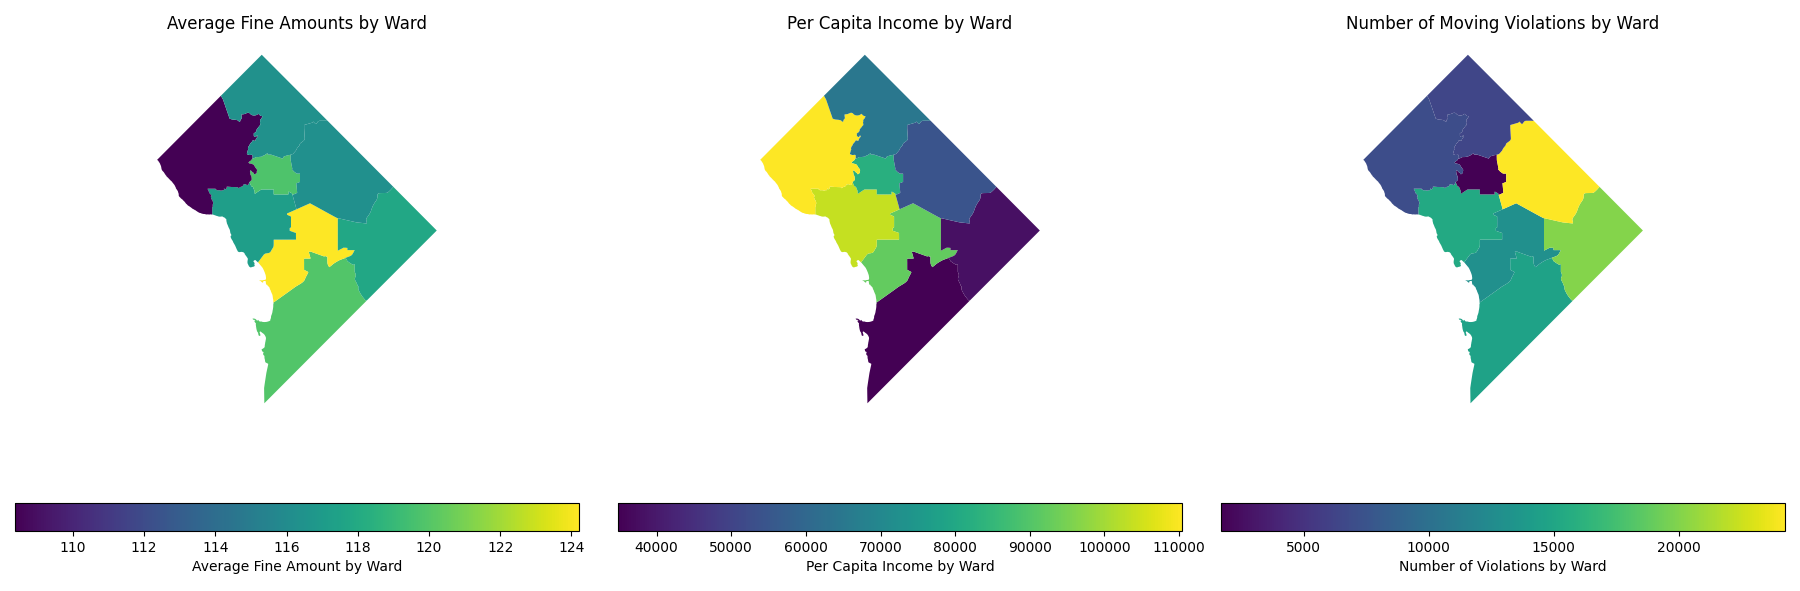 Average Fine Amounts by Ward
Per Capita Income by Ward
Number of Moving Violations by Ward
110 112 114 116 118 120 122 124
Average Fine Amount by Ward
40000 50000 60000 70000 80000 90000 100000 110000
Per Capita Income by Ward
5000 10000 15000 20000
Number of Violations by Ward